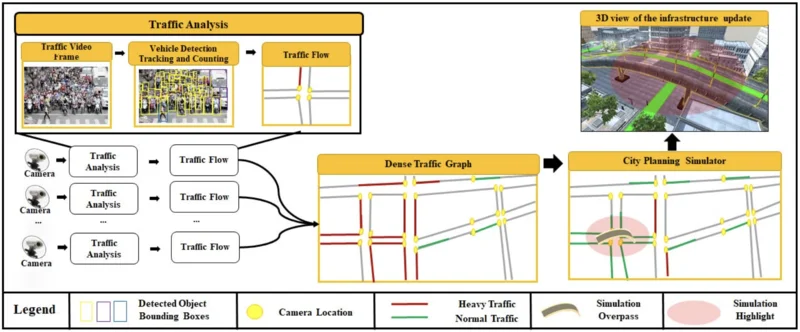 Traffic Analysis
Traffic Video
Frame
Vehicle Detection
Tracking and Counting
Traffic Flow
3D view of the infrastructure update
Camera
Traffic
Analysis
Traffic Flow
Camera
Traffic
Analysis
Traffic Flow
...
...
...
Camera
Traffic
Analysis
Traffic Flow
Dense Traffic Graph
City Planning Simulator
Legend
Detected Object
Bounding Boxes
Camera Location
Heavy Traffic
Normal Traffic
Simulation
Overpass
Simulation
Highlight